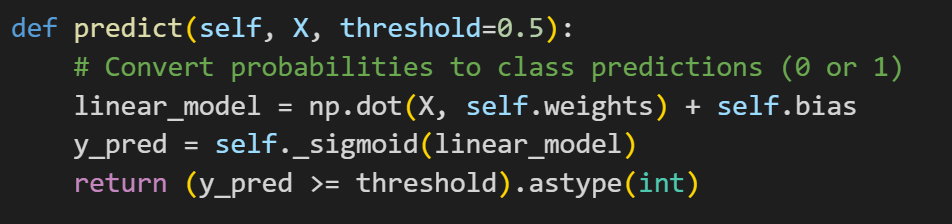 def predict(self, X, threshold=0.5):
    # Convert probabilities to class predictions (0 or 1)
    linear_model = np.dot(X, self.weights) + self.bias
    y_pred = self._sigmoid(linear_model)
    return (y_pred >= threshold).astype(int)